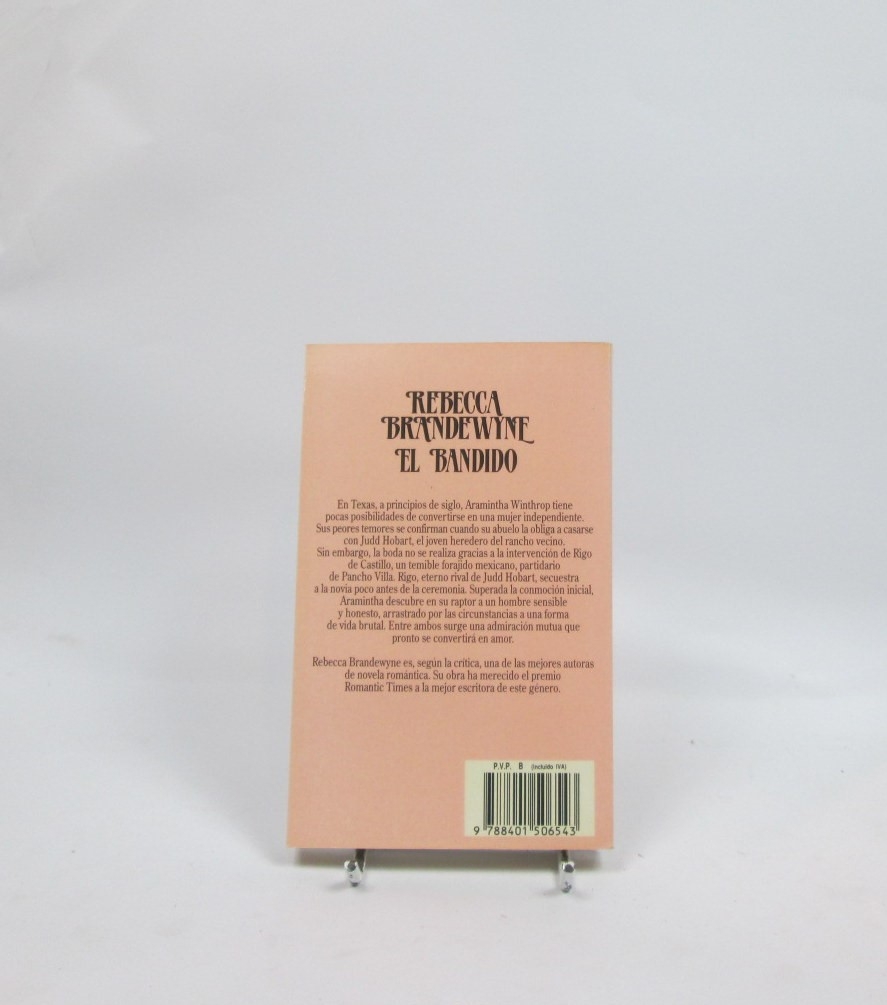 REBECCA
BRANDEWYNE
EL BANDIDO
En Texas, a principios de siglo, Aramintha Winthrop tiene
pocas posibilidades de convertirse en una mujer independiente.
Sus peores temores se confirman cuando su abuelo la obliga a casarse
con Judd Hobart, el joven heredero del rancho vecino.
Sin embargo, la boda no se realiza gracias a la intervención de Rigo
de Castillo, un temible forajido mexicano, partidario
de Pancho Villa. Rigo, eterno rival de Judd Hobart, secuestra
a la novia poco antes de la ceremonia. Superada la conmoción inicial,
Aramintha descubre en su raptor a un hombre sensible
y honesto, arrastrado por las circunstancias a una forma
de vida brutal. Entre ambos surge una admiración mutua que
pronto se convertirá en amor.
Rebecca Brandewyne es, según la crítica, una de las mejores autoras
de novela romántica. Su obra ha merecido el premio
Romantic Times a la mejor escritora de este género.
P.V.P. B (Incluido IVA)
9 788401 506543